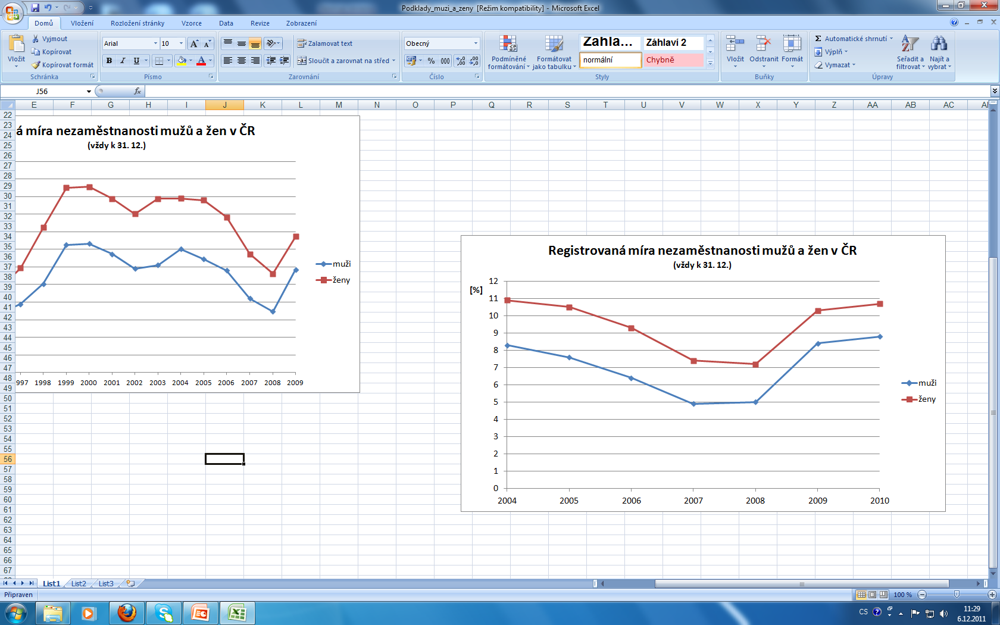 Podklady_muzi_a_zeny [Režim kompatibility] - Microsoft Excel
Domů Vložení Rozložení stránky Vzorce Data Revize Zobrazení
Vložit
Vyjmout
Kopírovat
Kopírovat formát
Schránka
Arial 10
B I U
Písmo
Zalamovat text
Sloučit a zarovnat na střed
Zarovnání
Obecný
% 000
Číslo
Podmíněné formátování
Formátovat jako tabulku
Zahla... Záhlaví 2
normální Chybně
Styly
Vložit Odstranit Formát
Buňky
Σ Automatické shrnutí
Výplň
Vymazat
Seřadit a filtrovat
Najít a vybrat
Úpravy
J56 fx
E F G H I J K L M N O P Q R S T U V W X Y Z AA AB AC
22
23
24
25
26
27
28
29
30
31
32
33
34
35
36
37
38
39
40
41
42
43
44
45
46
47
48
49
50
51
52
53
54
55
56
57
58
59
60
61
62
63
64
65
66
67
á míra nezaměstnanosti mužů a žen v ČR
(vždy k 31. 12.)
muži
ženy
997 1998 1999 2000 2001 2002 2003 2004 2005 2006 2007 2008 2009
Registrovaná míra nezaměstnanosti mužů a žen v ČR
(vždy k 31. 12.)
[%]
12
11
10
9
8
7
6
5
4
3
2
1
0
2004 2005 2006 2007 2008 2009 2010
muži
ženy
List1 List2 List3
Připraven
100 %
CS
11:29
6.12.2011